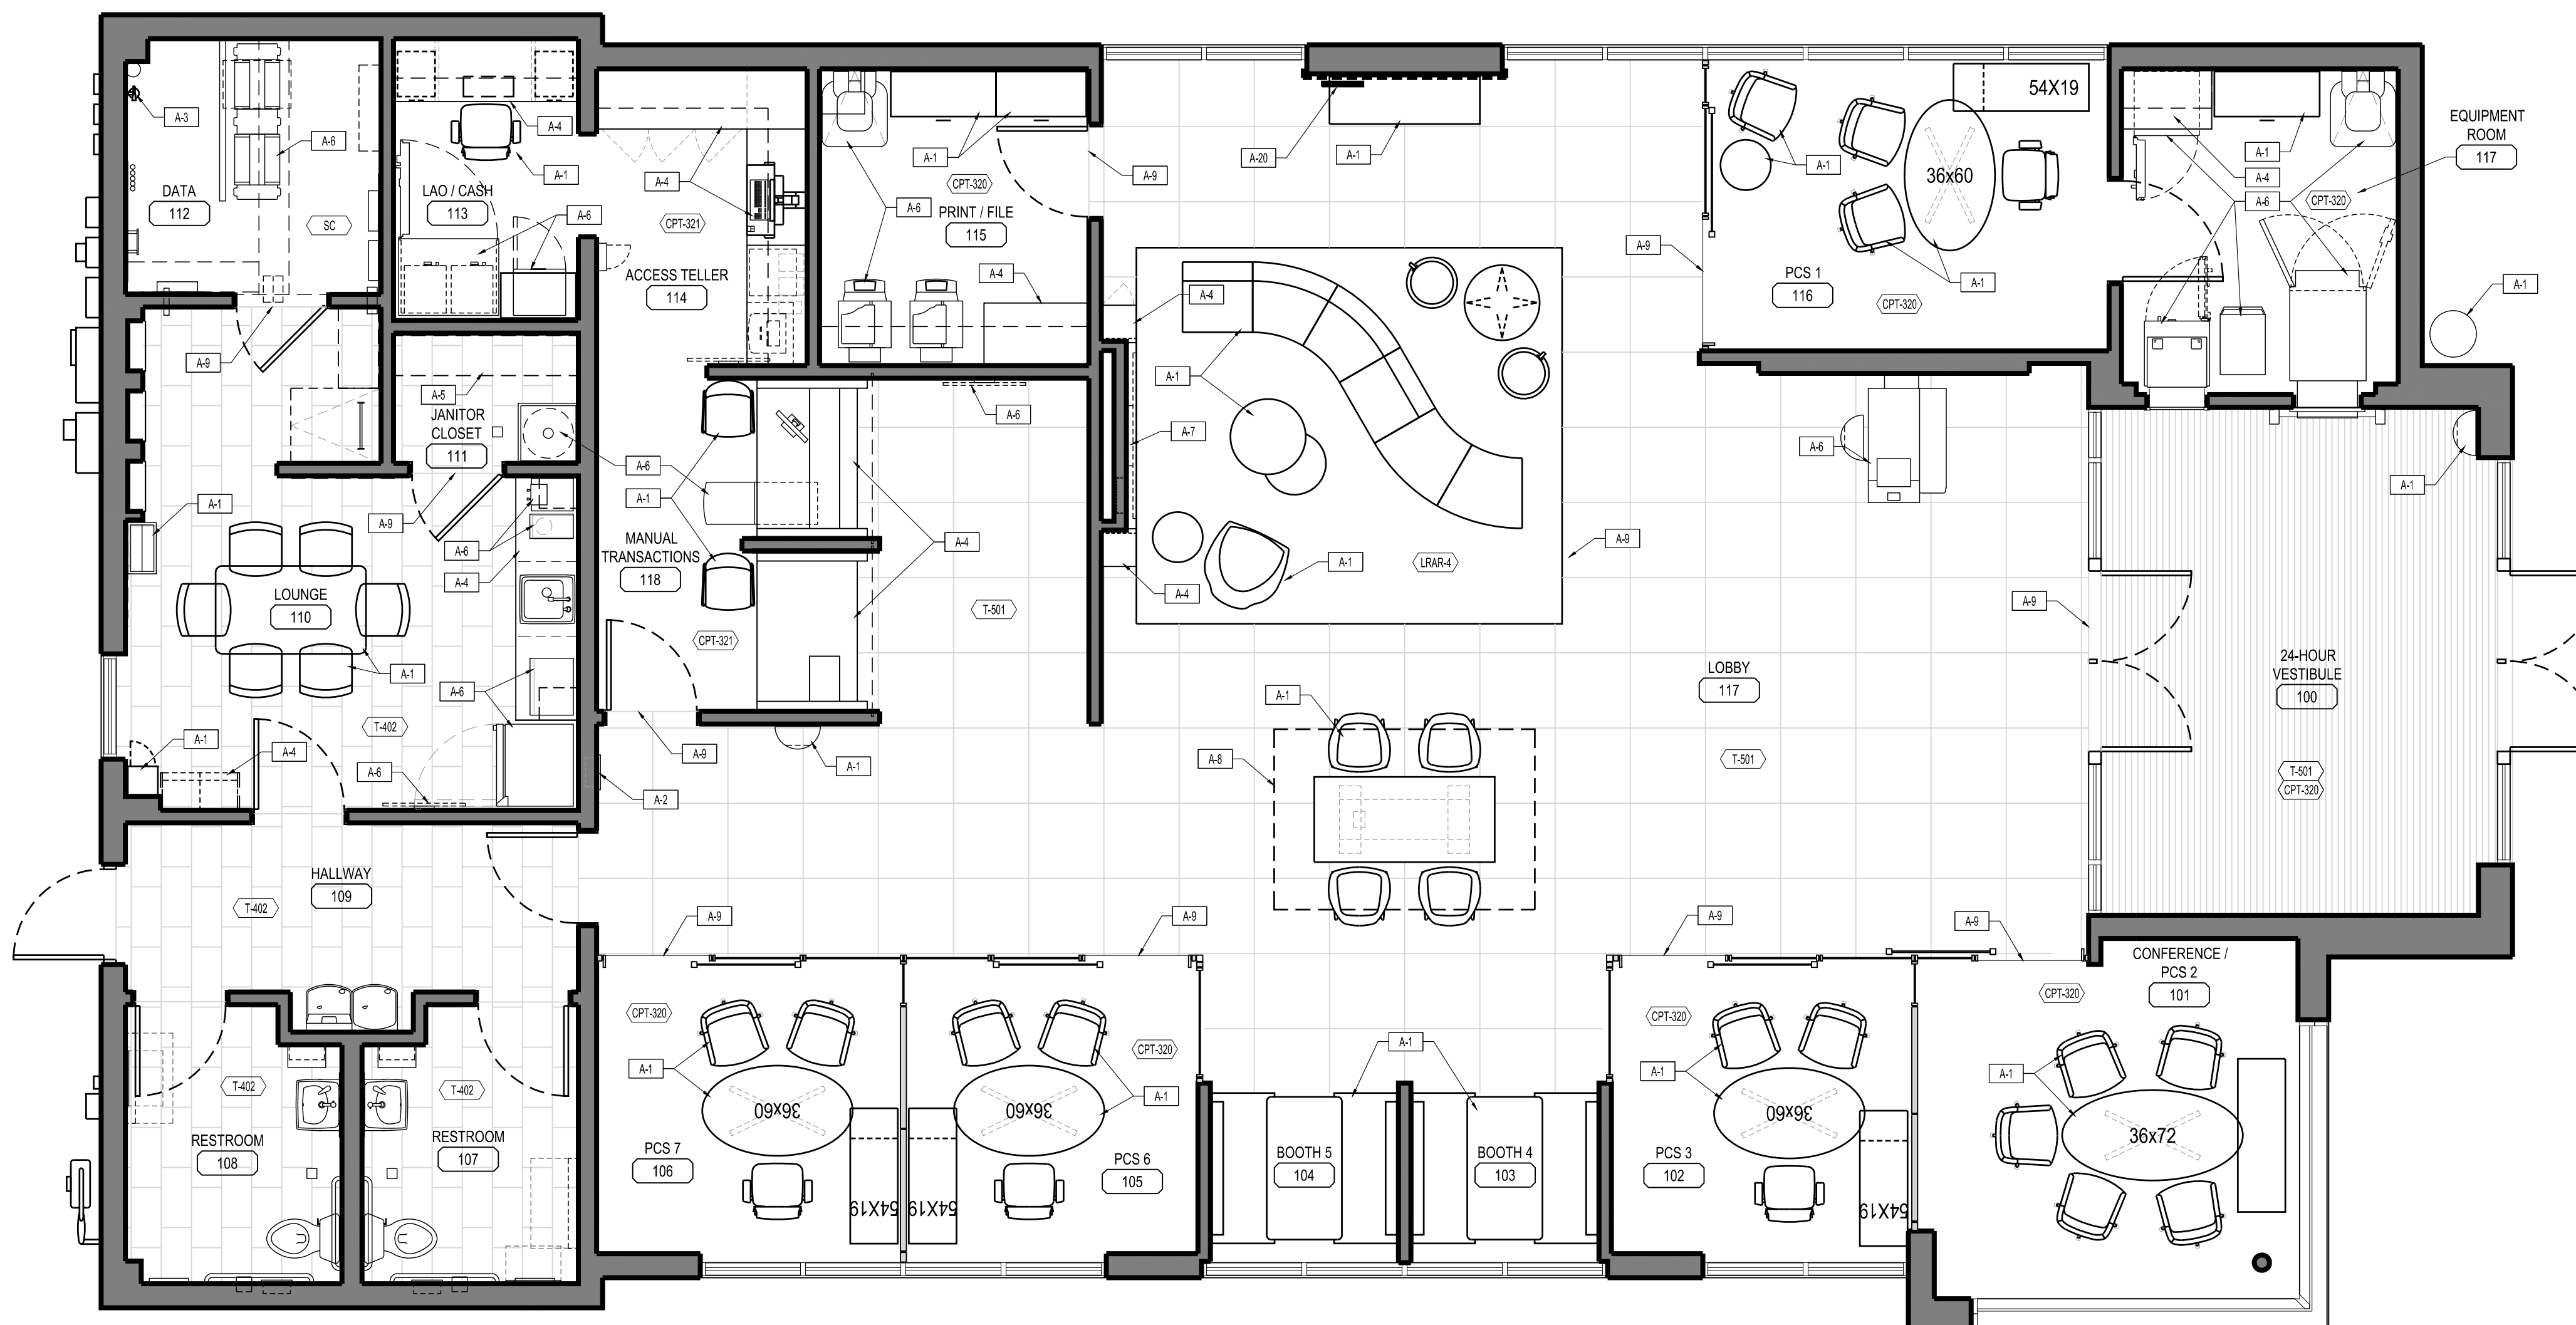 54X19
A-3
A-6
A-4
36x60
A-1
EQUIPMENT
ROOM
117
A-20
A-1
A-1
A-1
A-1
A-9
A-4
DATA
112
LAO / CASH
113
A-1
A-4
CPT-321
CPT-320
A-6
PRINT / FILE
115
A-6
CPT-320
SC
A-6
A-9
ACCESS TELLER
114
A-4
A-4
PCS 1
116
A-1
CPT-320
A-1
A-9
A-5
JANITOR
CLOSET
111
A-6
A-1
A-7
A-6
A-6
A-1
A-1
A-1
A-9
A-6
A-4
MANUAL
TRANSACTIONS
118
A-4
A-9
A-1
LRAR-4
A-4
LOUNGE
110
T-501
A-9
CPT-321
24-HOUR
VESTIBULE
100
LOBBY
117
A-1
A-6
A-1
T-402
A-1
A-4
A-9
A-8
T-501
T-501
CPT-320
A-6
A-1
A-2
HALLWAY
109
T-402
A-9
A-9
A-9
A-9
CONFERENCE /
PCS 2
101
CPT-320
CPT-320
CPT-320
CPT-320
A-1
T-402
T-402
A-1
A-1
A-1
A-1
36x60
36x60
36x60
36x72
RESTROOM
108
RESTROOM
107
PCS 7
106
PCS 6
105
BOOTH 5
104
BOOTH 4
103
PCS 3
102
54X19
54X19
54X19